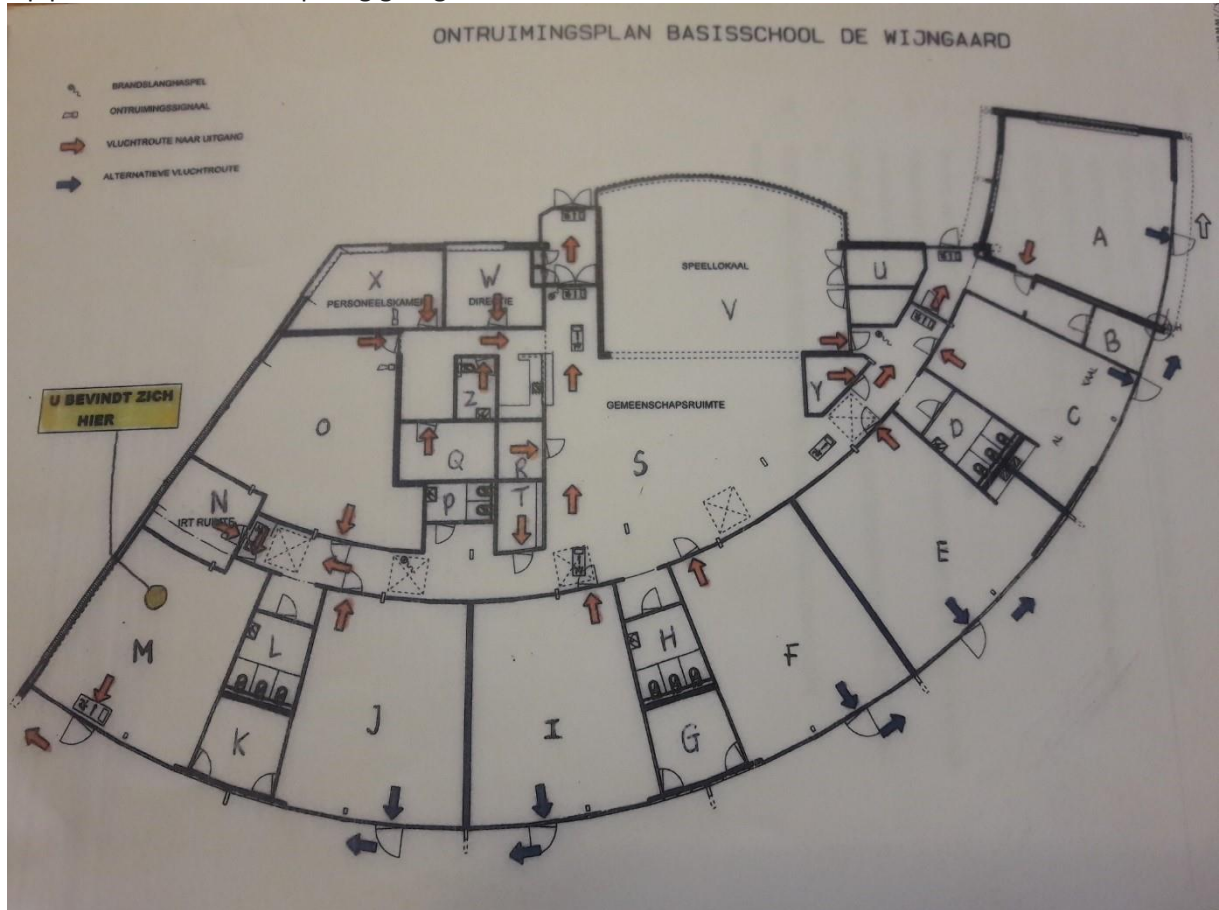 ONTRUIMINGSPLAN BASISSCHOOL DE WIJNGAARD
BRANDSLANGHASPEL
ONTRUIMINGSSIGNAAL
VLUCHTROUTE NAAR UITGANG
ALTERNATIEVE VLUCHTROUTE
A
X
W
U
SPEELLOKAAL
PERSONEELSKAMER
DIRECTIE
V
B
Y
Z
U BEVINDT ZICH
HIER
GEMEENSCHAPSRUIMTE
C
O
D
Q
R
S
N
P
T
IRT RUIMTE
E
M
L
H
F
K
J
I
G